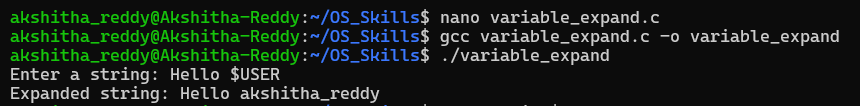 akshitha_reddy@Akshitha-Reddy:~/OS_Skills$ nano variable_expand.c
akshitha_reddy@Akshitha-Reddy:~/OS_Skills$ gcc variable_expand.c -o variable_expand
akshitha_reddy@Akshitha-Reddy:~/OS_Skills$ ./variable_expand
Enter a string: Hello $USER
Expanded string: Hello akshitha_reddy